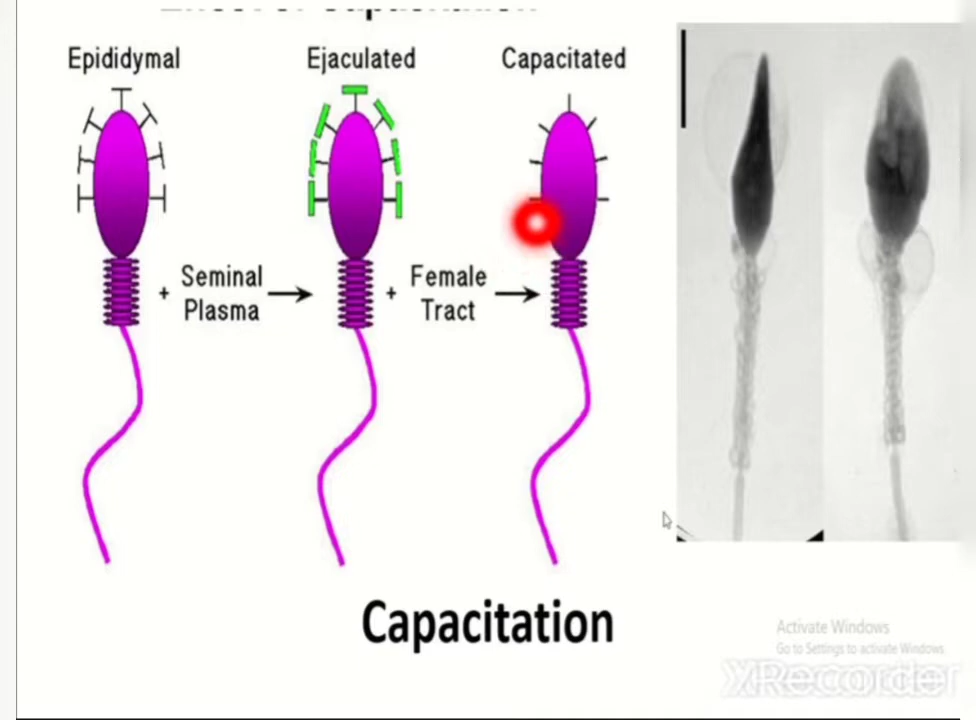 Epididymal
Ejaculated
Capacitated
+ Seminal Plasma
+ Female Tract
Capacitation
Activate Windows
Go to Settings to activate Windows
XRecorder